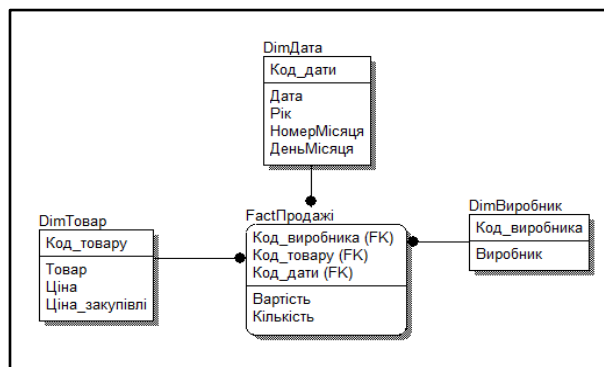 DimДата
Код_дати
Дата
Рік
НомерМісяця
ДеньМісяця
DimТовар
Код_товару
Товар
Ціна
Ціна_закупівлі
FactПродажі
Код_виробника (FK)
Код_товару (FK)
Код_дати (FK)
Вартість
Кількість
DimВиробник
Код_виробника
Виробник